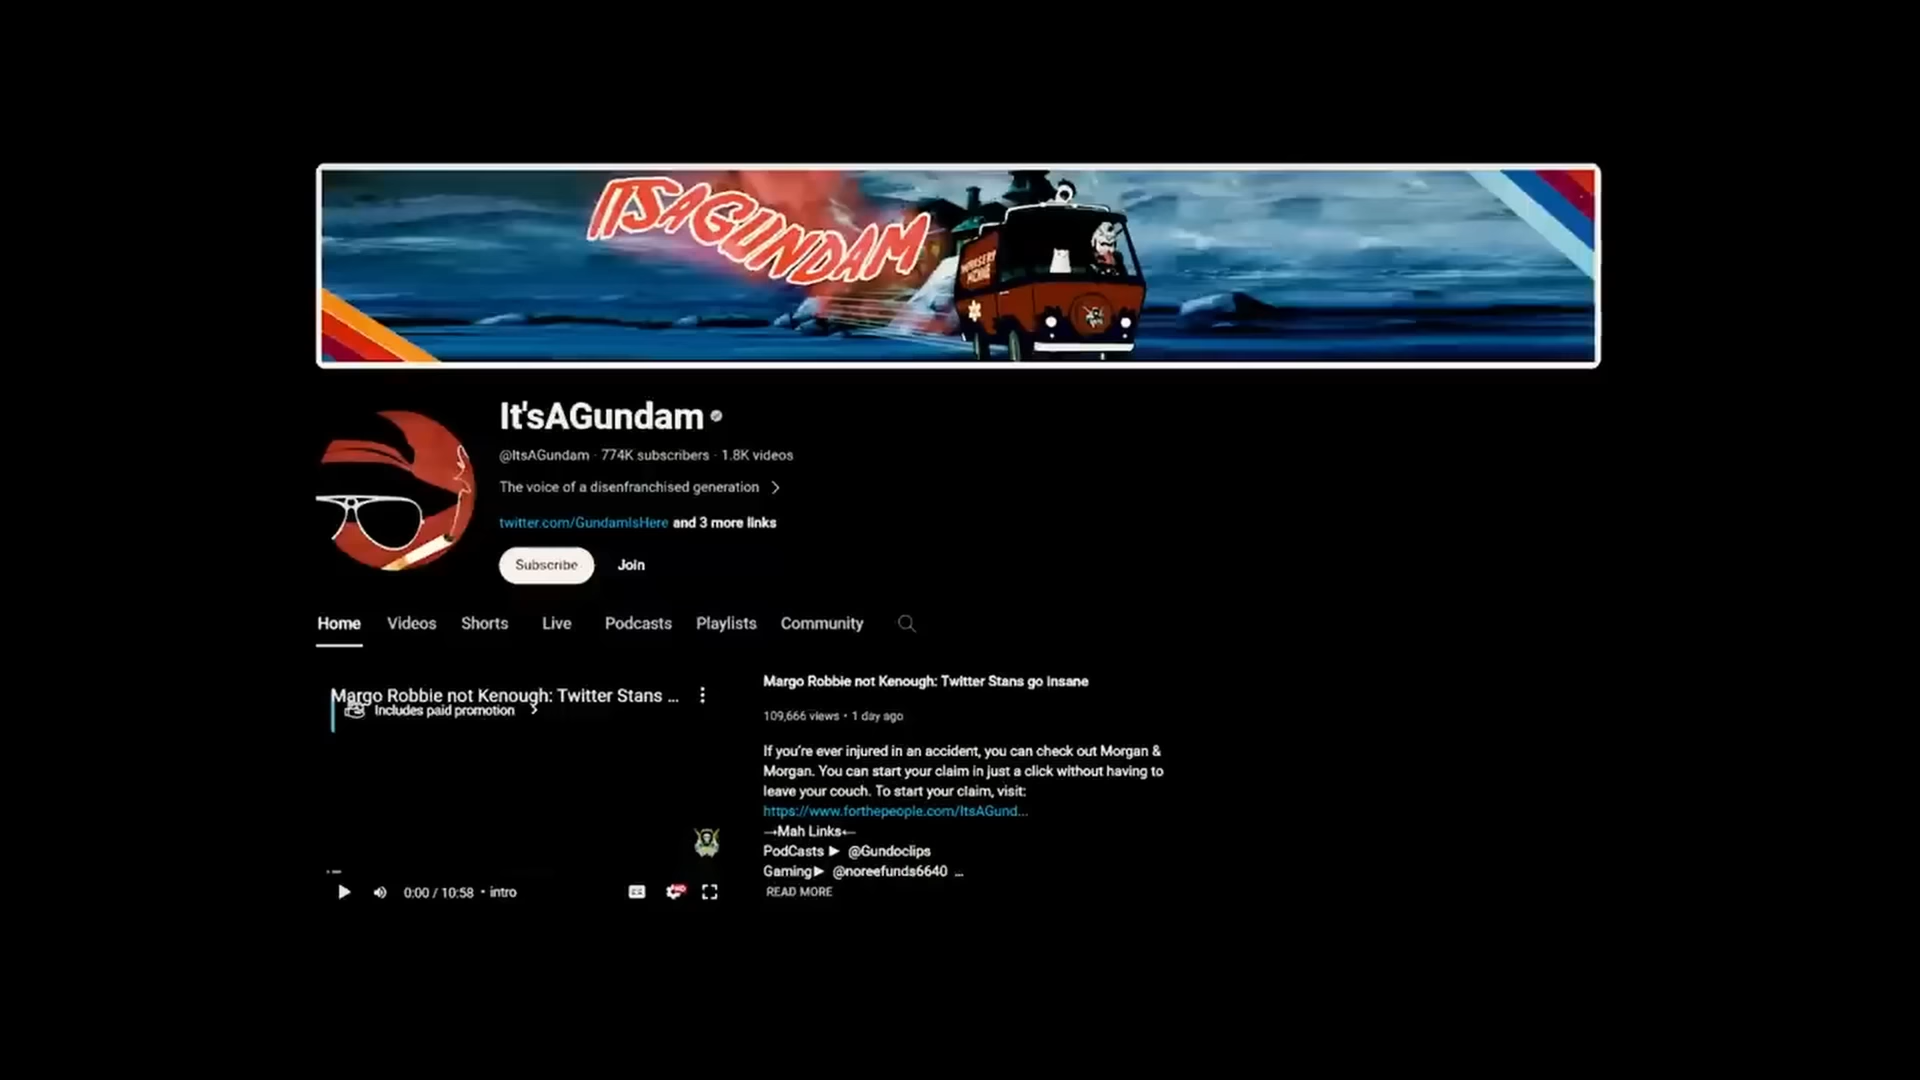 ITSAGUNDAM
It'sAGundam
@ItsAGundam · 774K subscribers · 1.8K videos
The voice of a disenfranchised generation
twitter.com/GundamIsHere and 3 more links
Subscribe Join
Home Videos Shorts Live Podcasts Playlists Community
Margo Robbie not Kenough: Twitter Stans ...
Includes paid promotion
0:00 / 10:58 • intro
Margo Robbie not Kenough: Twitter Stans go insane
109,666 views • 1 day ago
If you're ever injured in an accident, you can check out Morgan &
Morgan. You can start your claim in just a click without having to
leave your couch. To start your claim, visit:
https://www.forthepeople.com/ItsAGund...
→Mah Links←
PodCasts ► @Gundoclips
Gaming► @noreefunds6640 ...
READ MORE